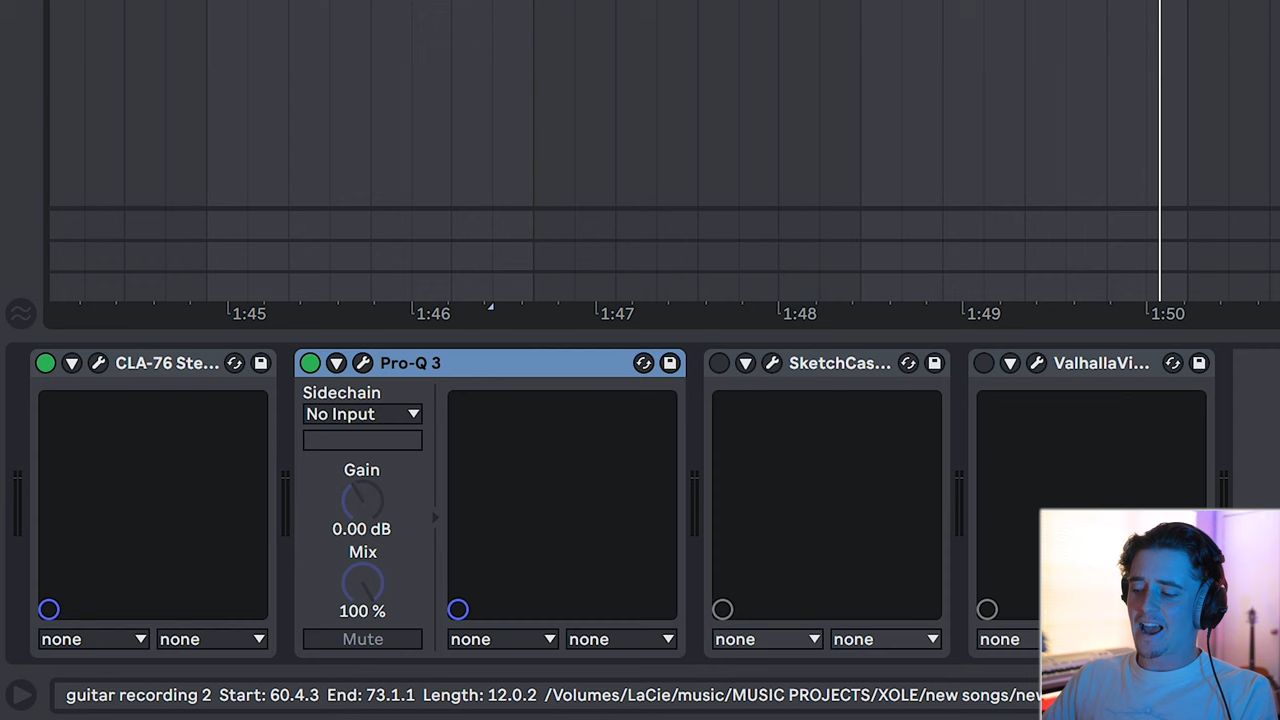 1:45 1:46 1:47 1:48 1:49 1:50
CLA-76 Ste... Pro-Q 3 SketchCas... ValhallaVi...
Sidechain
No Input
Gain
0.00 dB
Mix
100 %
Mute
none none none none none none none
guitar recording 2 Start: 60.4.3 End: 73.1.1 Length: 12.0.2 /Volumes/LaCie/music/MUSIC PROJECTS/XOLE/new songs/new